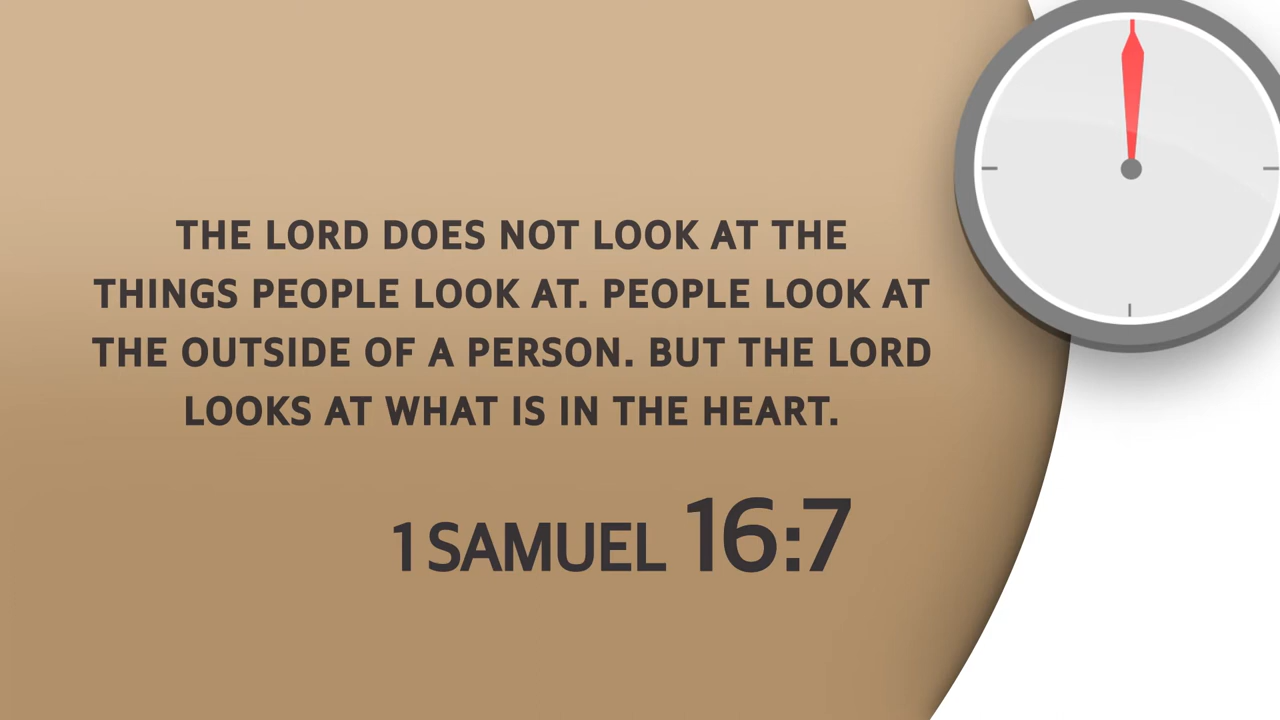 THE LORD DOES NOT LOOK AT THE
THINGS PEOPLE LOOK AT. PEOPLE LOOK AT
THE OUTSIDE OF A PERSON. BUT THE LORD
LOOKS AT WHAT IS IN THE HEART.
1 SAMUEL 16:7